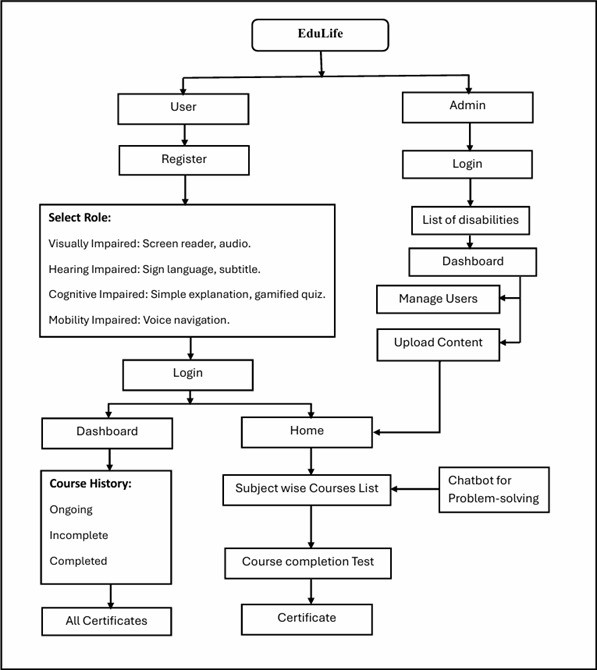 EduLife
User
Admin
Register
Login
Select Role:
Visually Impaired: Screen reader, audio.
Hearing Impaired: Sign language, subtitle.
Cognitive Impaired: Simple explanation, gamified quiz.
Mobility Impaired: Voice navigation.
List of disabilities
Dashboard
Manage Users
Upload Content
Login
Dashboard
Home
Course History:
Ongoing
Incomplete
Completed
Subject wise Courses List
Chatbot for
Problem-solving
Course completion Test
All Certificates
Certificate